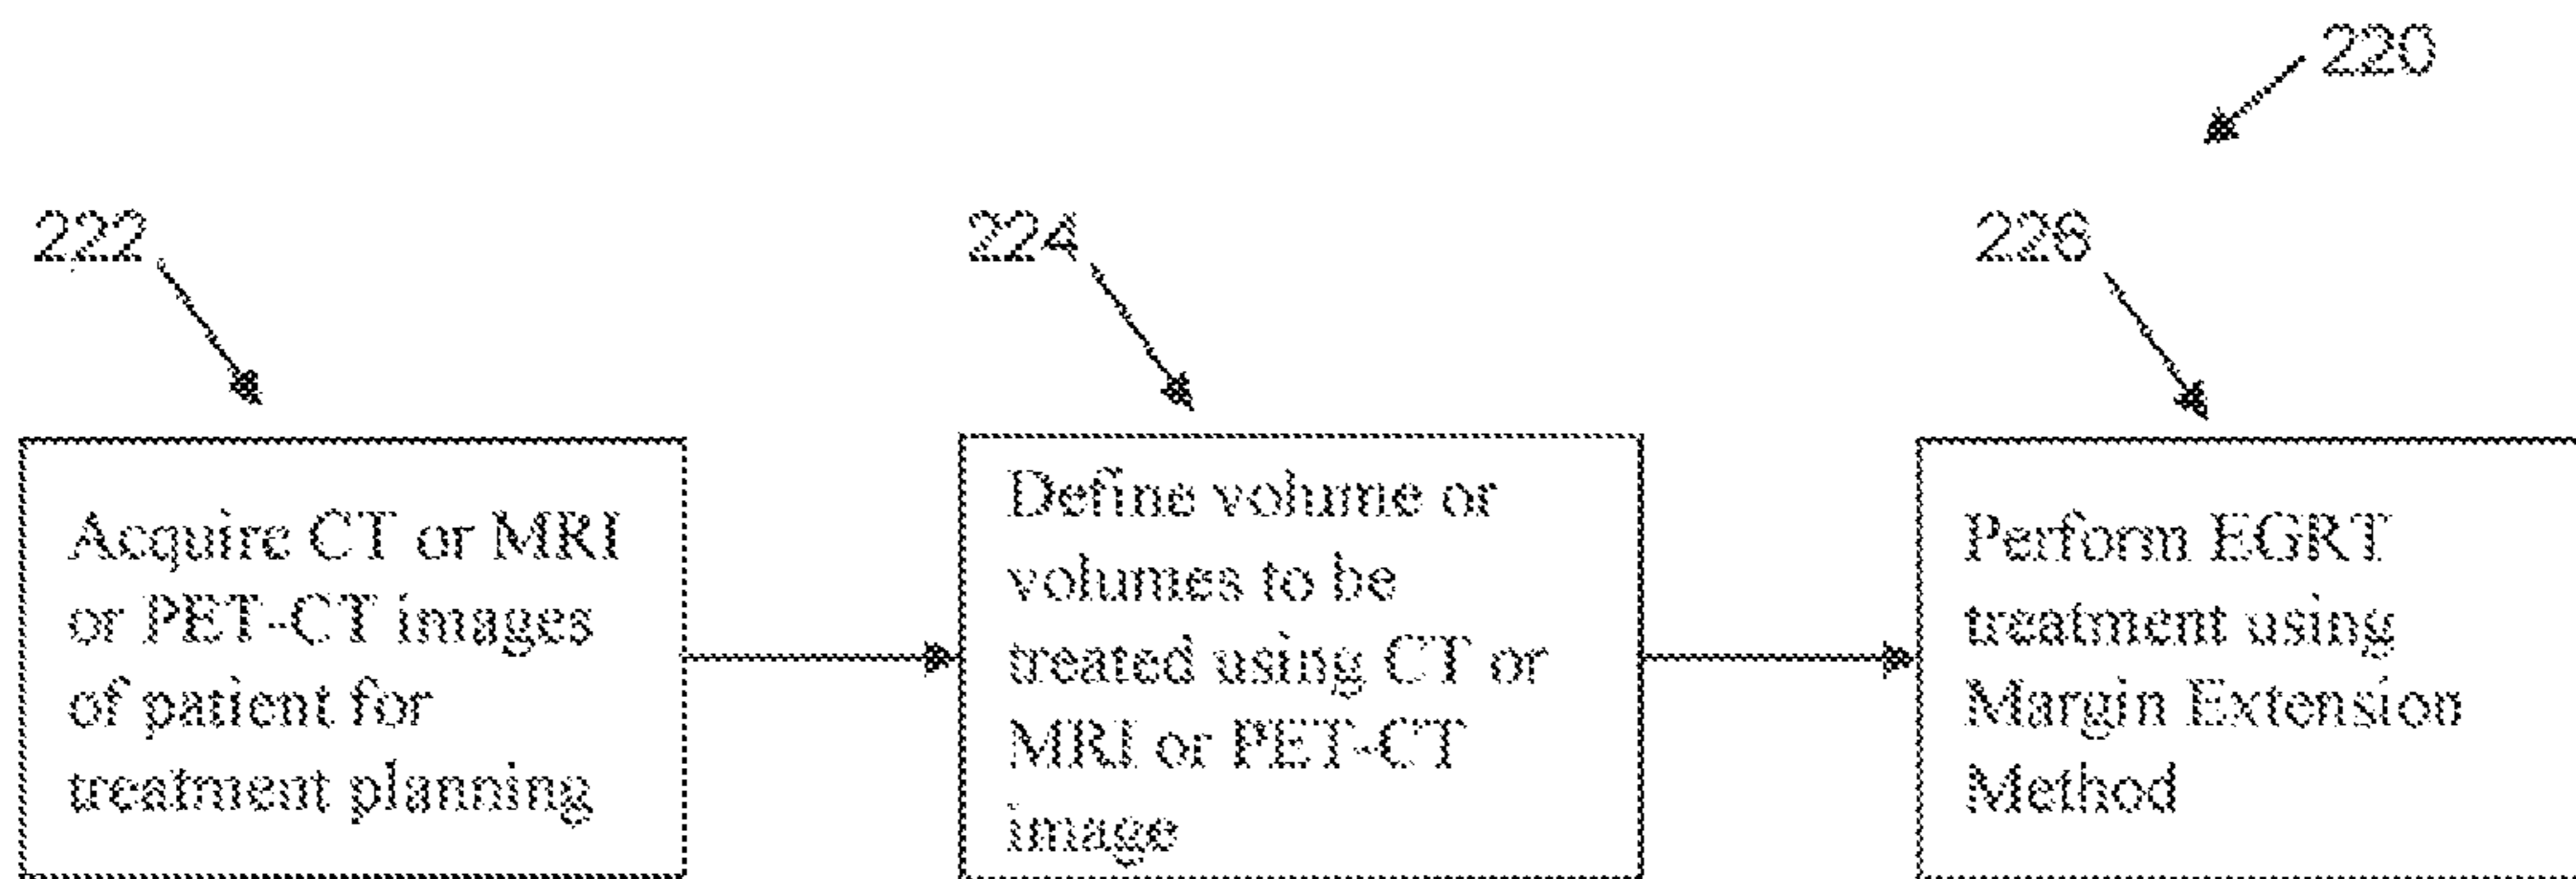 220
222
224
226
Acquire CT or MRI
or PET-CT images
of patient for
treatment planning
Define volume or
volumes to be
treated using CT or
MRI or PET-CT
image
Perform EGRT
treatment using
Margin Extension
Method